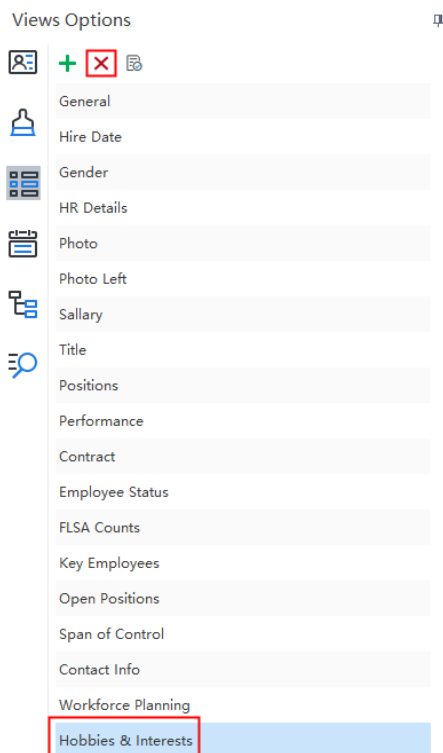 Views Options
General
Hire Date
Gender
HR Details
Photo
Photo Left
Sallary
Title
Positions
Performance
Contract
Employee Status
FLSA Counts
Key Employees
Open Positions
Span of Control
Contact Info
Workforce Planning
Hobbies & Interests